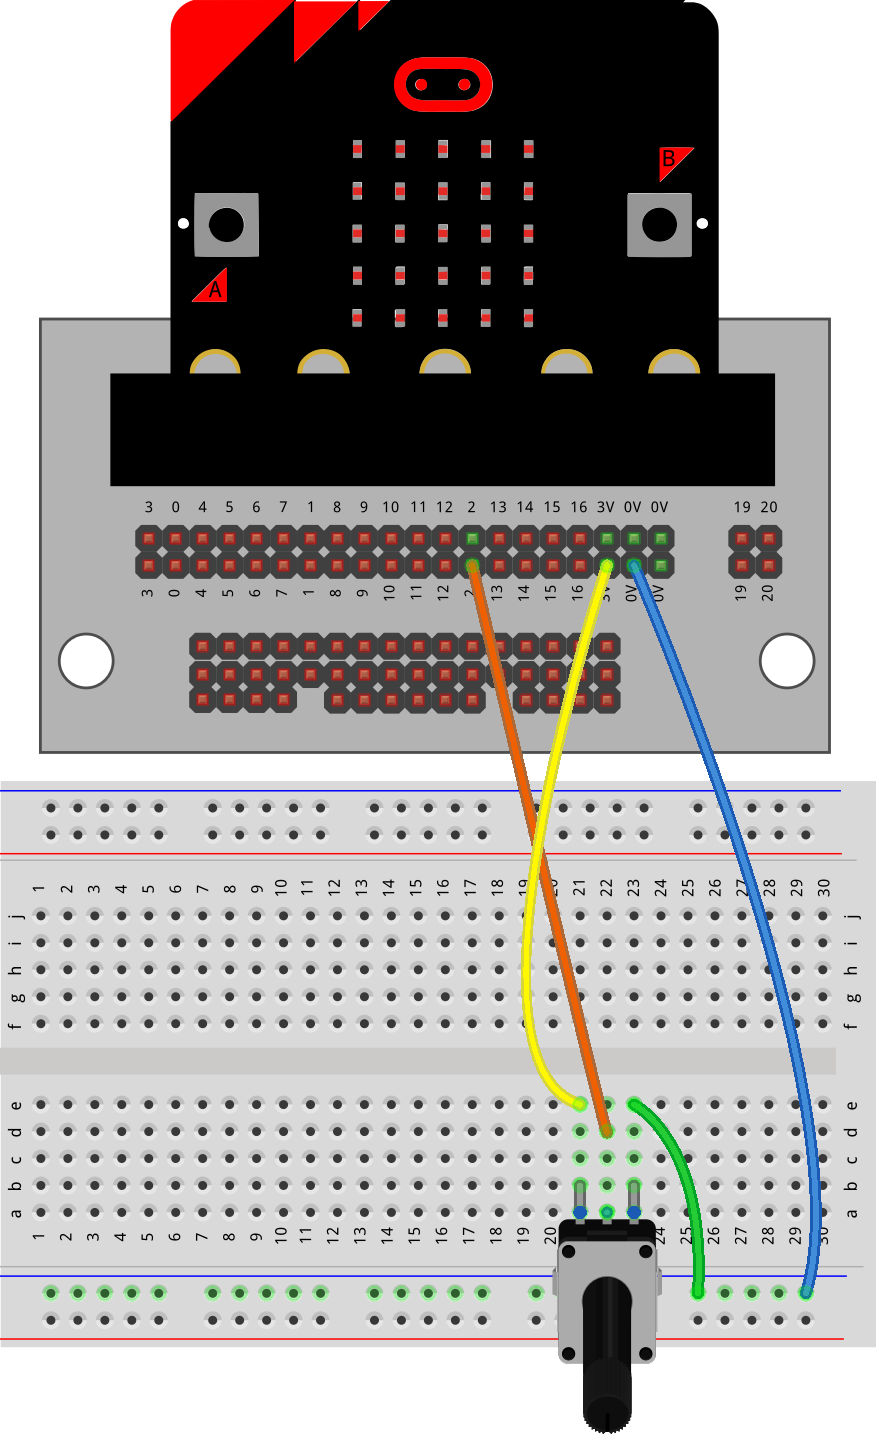 B
A
3 0 4 5 6 7 1 8 9 10 11 12 2 13 14 15 16 3V 0V 0V 19 20
3 0 4 5 6 7 1 8 9 10 11 12 2 13 14 15 16 3V 0V 0V 19 20
1 2 3 4 5 6 7 8 9 10 11 12 13 14 15 16 17 18 19 20 21 22 23 24 25 26 27 28 29 30
j j
i i
h h
g g
f f
e e
d d
c c
b b
a a
1 2 3 4 5 6 7 8 9 10 11 12 13 14 15 16 17 18 19 20 24 25 26 27 28 29 30